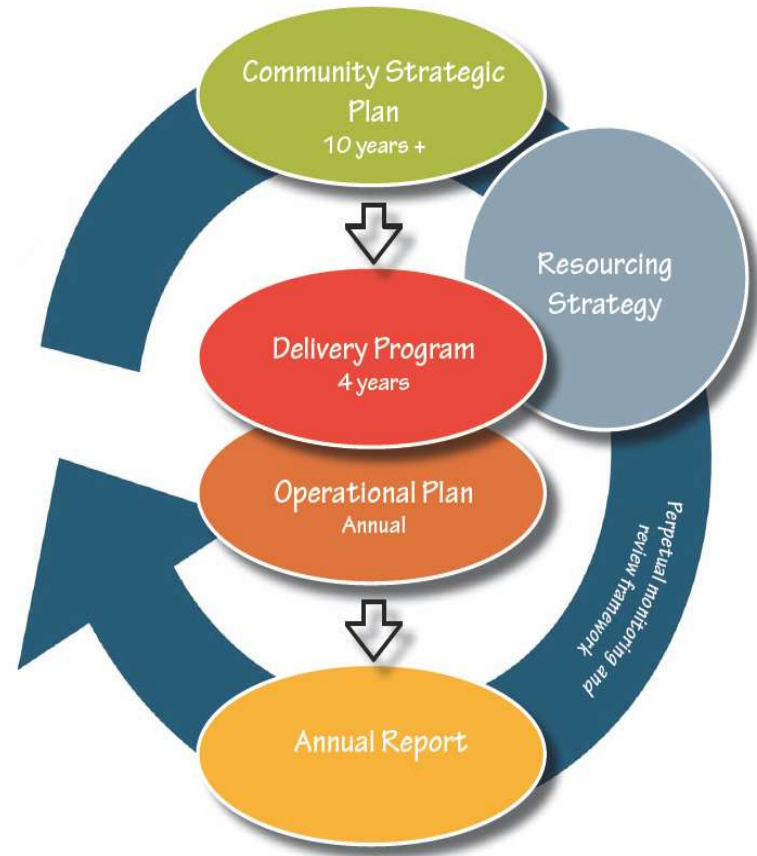 Community Strategic
Plan
10 years +
Resourcing
Strategy
Delivery Program
4 years
Operational Plan
Annual
Perpetual monitoring and
review framework
Annual Report